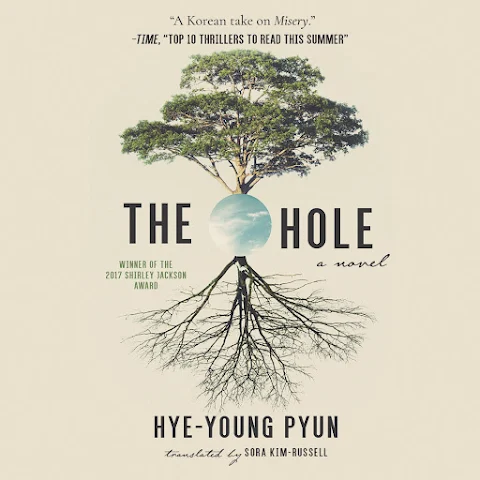 “A Korean take on Misery.”
–TIME, “TOP 10 THRILLERS TO READ THIS SUMMER”
THE HOLE
a novel
WINNER OF THE
2017 SHIRLEY JACKSON
AWARD
HYE-YOUNG PYUN
translated by SORA KIM-RUSSELL